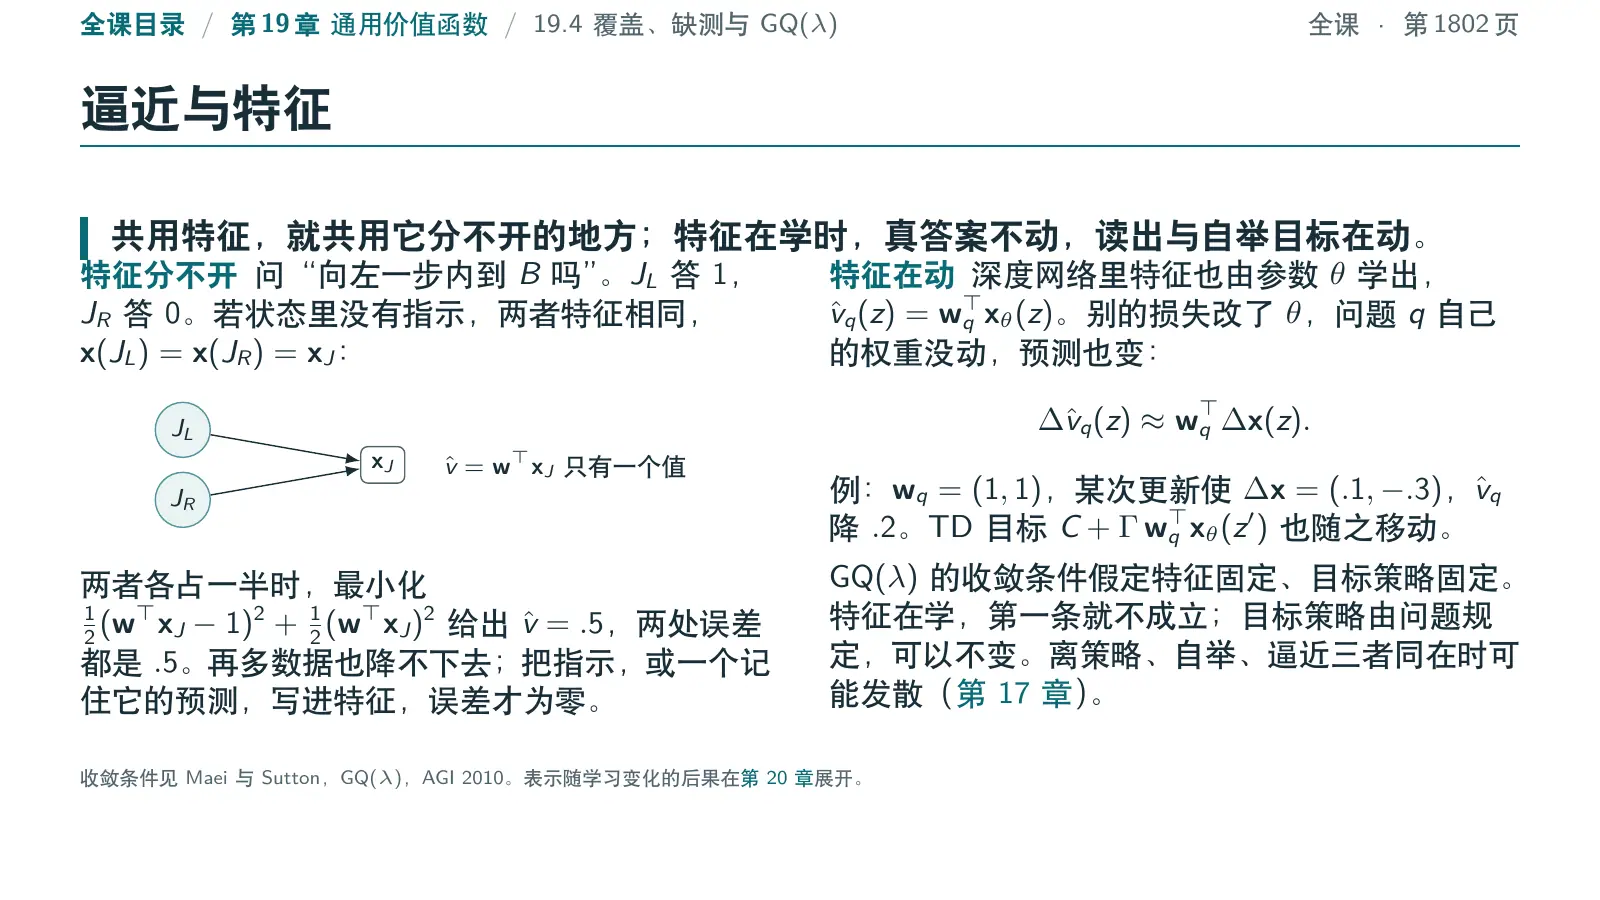 全课目录 / 第 19 章 通用价值函数 / 19.4 覆盖、缺测与 GQ(λ)
全课 · 第 1802 页
逼近与特征
共用特征，就共用它分不开的地方；特征在学时，真答案不动，读出与自举目标在动。
特征分不开 问 “向左一步内到 B 吗”。J_L 答 1，
J_R 答 0。若状态里没有指示，两者特征相同，
x(J_L) = x(J_R) = x_J：
J_L
J_R
x_J
v̂ = w^⊤x_J 只有一个值
两者各占一半时，最小化
½(w^⊤x_J − 1)² + ½(w^⊤x_J)² 给出 v̂ = .5，两处误差
都是 .5。再多数据也降不下去；把指示，或一个记
住它的预测，写进特征，误差才为零。
特征在动 深度网络里特征也由参数 θ 学出，
v̂_q(z) = w_q^⊤ x_θ(z)。别的损失改了 θ，问题 q 自己
的权重没动，预测也变：
Δv̂_q(z) ≈ w_q^⊤ Δx(z).
例：w_q = (1, 1)，某次更新使 Δx = (.1, −.3)，v̂_q
降 .2。TD 目标 C + Γ w_q^⊤ x_θ(z′) 也随之移动。
GQ(λ) 的收敛条件假定特征固定、目标策略固定。
特征在学，第一条就不成立；目标策略由问题规
定，可以不变。离策略、自举、逼近三者同在时可
能发散（第 17 章）。
收敛条件见 Maei 与 Sutton，GQ(λ)，AGI 2010。表示随学习变化的后果在第 20 章展开。